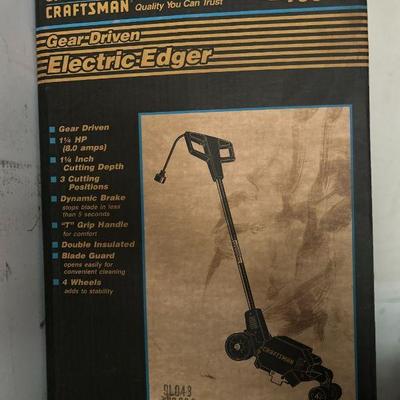 CRAFTSMAN
Quality You Can Trust
Gear-Driven
Electric-Edger
Gear Driven
1¼ HP
(8.0 amps)
1¼ Inch
Cutting Depth
3 Cutting
Positions
Dynamic Brake
stops blade in less
than 5 seconds
"T" Grip Handle
for comfort
Double Insulated
Blade Guard
opens easily for
convenient cleaning
4 Wheels
adds to stability
CRAFTSMAN